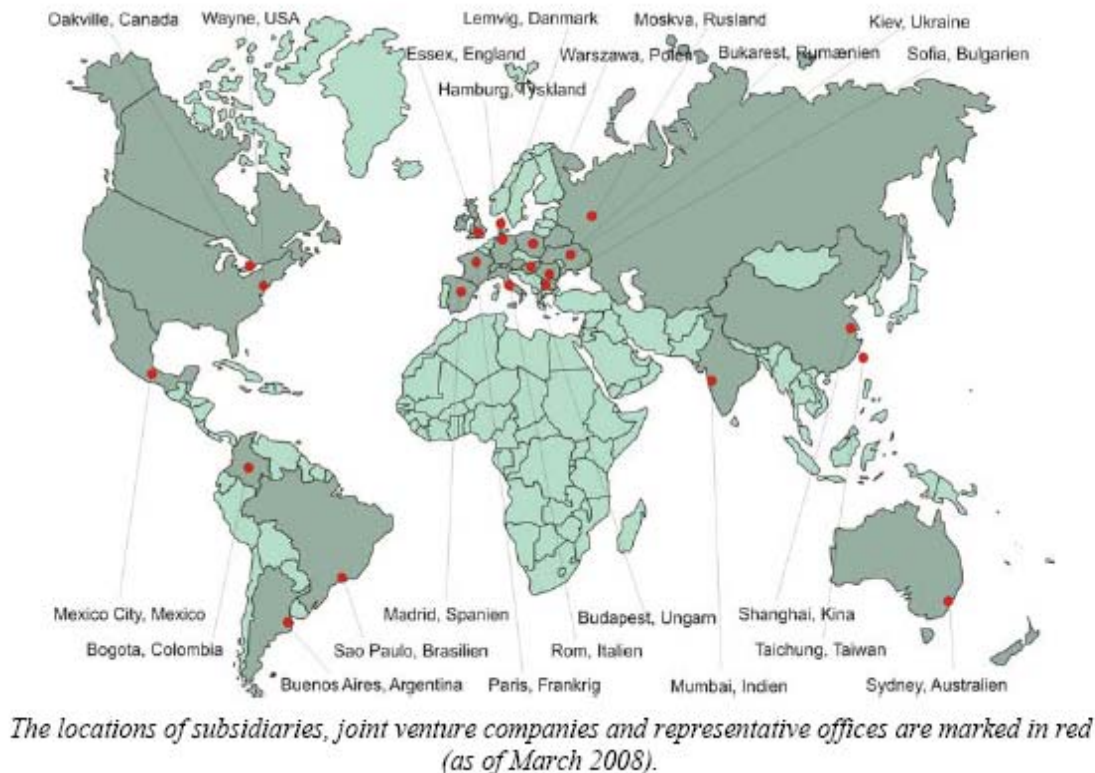 Oakville, Canada
Wayne, USA
Lemvig, Danmark
Moskva, Rusland
Kiev, Ukraine
Essex, England
Warszawa, Polen
Bukarest, Rumænien
Sofia, Bulgarien
Hamburg, Tyskland
Mexico City, Mexico
Madrid, Spanien
Budapest, Ungarn
Shanghai, Kina
Bogota, Colombia
Sao Paulo, Brasilien
Rom, Italien
Taichung, Taiwan
Buenos Aires, Argentina
Paris, Frankrig
Mumbai, Indien
Sydney, Australien
The locations of subsidiaries, joint venture companies and representative offices are marked in red
(as of March 2008).